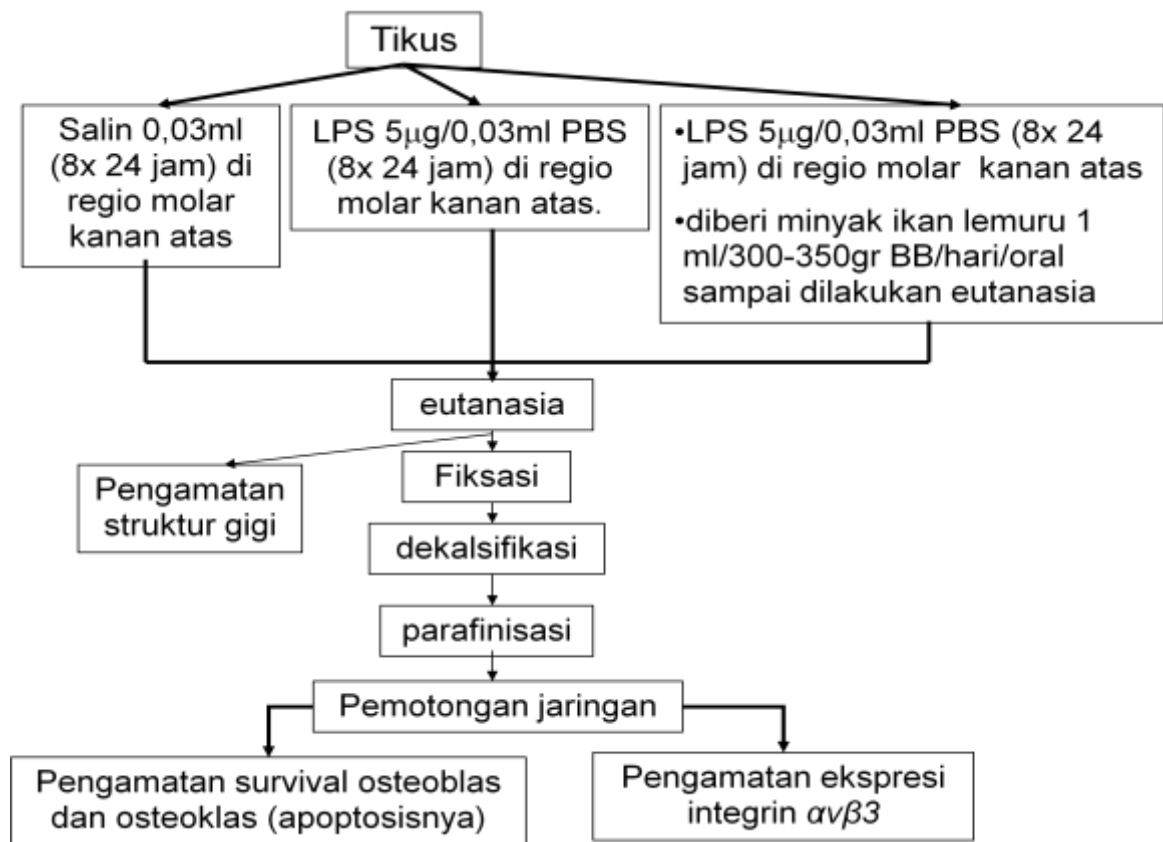 Tikus
Salin 0,03ml
(8x 24 jam) di
regio molar
kanan atas
LPS 5μg/0,03ml PBS
(8x 24 jam) di regio
molar kanan atas.
•LPS 5μg/0,03ml PBS (8x 24
jam) di regio molar kanan atas
•diberi minyak ikan lemuru 1
ml/300-350gr BB/hari/oral
sampai dilakukan eutanasia
eutanasia
Pengamatan
struktur gigi
Fiksasi
dekalsifikasi
parafinisasi
Pemotongan jaringan
Pengamatan survival osteoblas
dan osteoklas (apoptosisnya)
Pengamatan ekspresi
integrin αvβ3